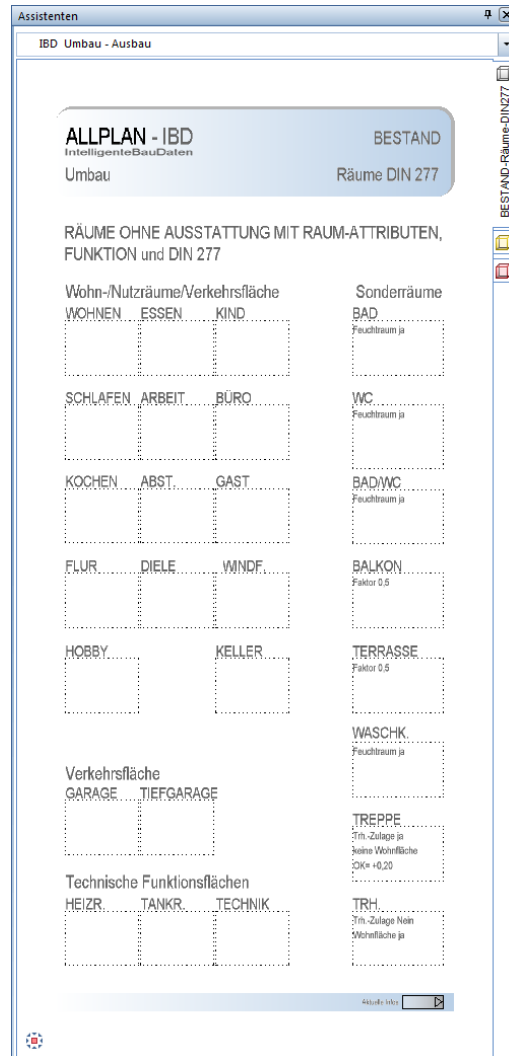 Assistenten
IBD Umbau - Ausbau
BESTAND-Räume-DIN277
ALLPLAN - IBD
IntelligenteBauDaten
BESTAND
Umbau
Räume DIN 277
RÄUME OHNE AUSSTATTUNG MIT RAUM-ATTRIBUTEN,
FUNKTION und DIN 277
Wohn-/Nutzräume/Verkehrsfläche
Sonderräume
WOHNEN ESSEN KIND BAD
Feuchtraum ja
SCHLAFEN ARBEIT BÜRO WC
Feuchtraum ja
KOCHEN ABST. GAST BAD/WC
Feuchtraum ja
FLUR DIELE WINDF. BALKON
Faktor 0,5
HOBBY KELLER TERRASSE
Faktor 0,5
WASCHK.
Feuchtraum ja
Verkehrsfläche
GARAGE TIEFGARAGE
TREPPE
Trh.-Zulage ja
keine Wohnfläche
OK= +0,20
Technische Funktionsflächen
HEIZR. TANKR. TECHNIK TRH.
Trh.-Zulage Nein
Wohnfläche ja
Aktuelle Infos